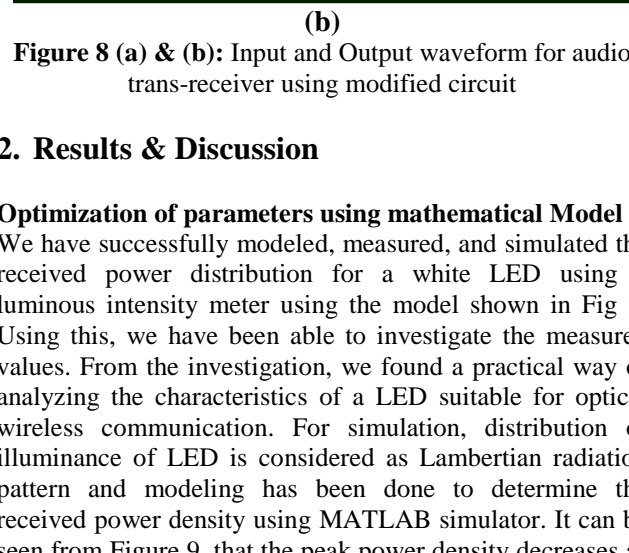 (b)
Figure 8 (a) & (b): Input and Output waveform for audio
trans-receiver using modified circuit
2. Results & Discussion
Optimization of parameters using mathematical Model
We have successfully modeled, measured, and simulated th
received power distribution for a white LED using
luminous intensity meter using the model shown in Fig
Using this, we have been able to investigate the measure
values. From the investigation, we found a practical way o
analyzing the characteristics of a LED suitable for optic
wireless communication. For simulation, distribution o
illuminance of LED is considered as Lambertian radiatio
pattern and modeling has been done to determine th
received power density using MATLAB simulator. It can b
seen from Figure 9, that the peak power density decreases a